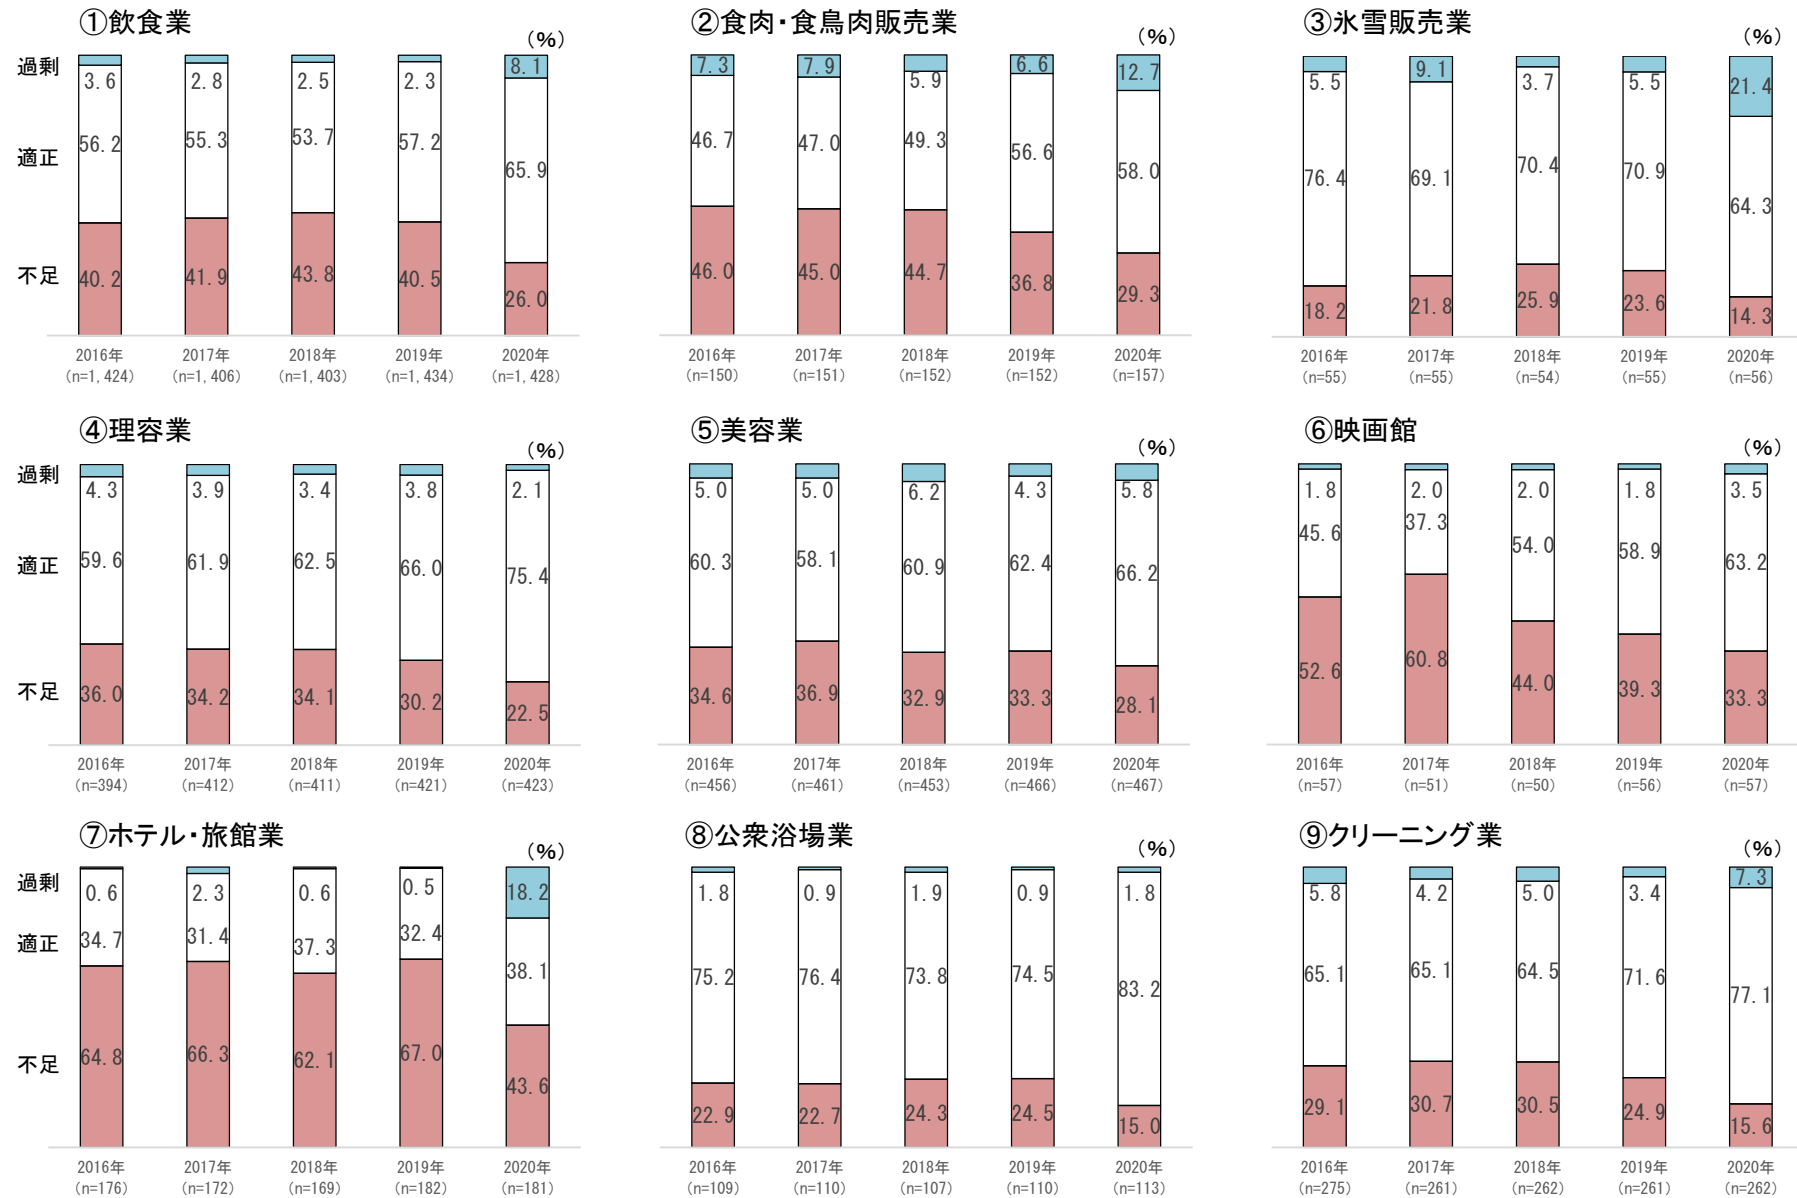 ①飲食業
（%）
過剰
適正
不足
3.6 2.8 2.5 2.3 8.1
56.2 55.3 53.7 57.2 65.9
40.2 41.9 43.8 40.5 26.0
2016年 2017年 2018年 2019年 2020年
（n=1,424） （n=1,406） （n=1,403） （n=1,434） （n=1,428）
②食肉・食鳥肉販売業
（%）
7.3 7.9 5.9 6.6 12.7
46.7 47.0 49.3 56.6 58.0
46.0 45.0 44.7 36.8 29.3
2016年 2017年 2018年 2019年 2020年
（n=150） （n=151） （n=152） （n=152） （n=157）
③氷雪販売業
（%）
5.5 9.1 3.7 5.5 21.4
76.4 69.1 70.4 70.9 64.3
18.2 21.8 25.9 23.6 14.3
2016年 2017年 2018年 2019年 2020年
（n=55） （n=55） （n=54） （n=55） （n=56）
④理容業
（%）
過剰
適正
不足
4.3 3.9 3.4 3.8 2.1
59.6 61.9 62.5 66.0 75.4
36.0 34.2 34.1 30.2 22.5
2016年 2017年 2018年 2019年 2020年
（n=394） （n=412） （n=411） （n=421） （n=423）
⑤美容業
（%）
5.0 5.0 6.2 4.3 5.8
60.3 58.1 60.9 62.4 66.2
34.6 36.9 32.9 33.3 28.1
2016年 2017年 2018年 2019年 2020年
（n=456） （n=461） （n=453） （n=466） （n=467）
⑥映画館
（%）
1.8 2.0 2.0 1.8 3.5
45.6 37.3 54.0 58.9 63.2
52.6 60.8 44.0 39.3 33.3
2016年 2017年 2018年 2019年 2020年
（n=57） （n=51） （n=50） （n=56） （n=57）
⑦ホテル・旅館業
（%）
過剰
適正
不足
0.6 2.3 0.6 0.5 18.2
34.7 31.4 37.3 32.4 38.1
64.8 66.3 62.1 67.0 43.6
2016年 2017年 2018年 2019年 2020年
（n=176） （n=172） （n=169） （n=182） （n=181）
⑧公衆浴場業
（%）
1.8 0.9 1.9 0.9 1.8
75.2 76.4 73.8 74.5 83.2
22.9 22.7 24.3 24.5 15.0
2016年 2017年 2018年 2019年 2020年
（n=109） （n=110） （n=107） （n=110） （n=113）
⑨クリーニング業
（%）
5.8 4.2 5.0 3.4 7.3
65.1 65.1 64.5 71.6 77.1
29.1 30.7 30.5 24.9 15.6
2016年 2017年 2018年 2019年 2020年
（n=275） （n=261） （n=262） （n=261） （n=262）